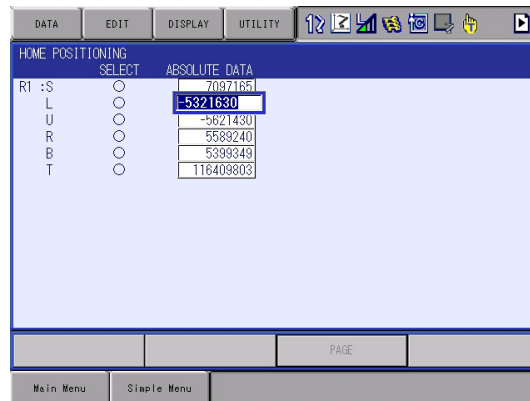 DATA EDIT DISPLAY UTILITY
HOME POSITIONING
SELECT ABSOLUTE DATA
R1 :S 7097165
L -5321630
U -5621430
R 5589240
B 5399349
T 116409803
PAGE
Main Menu Simple Menu